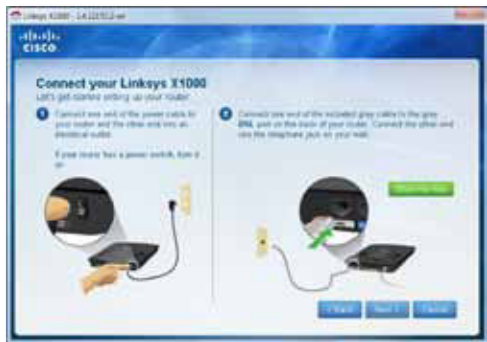 CISCO
Connect your Linksys X1000
Let's get started setting up your router.
1 Connect one end of the power cable to
your router and the other end into an
electrical outlet.
If your router has a power switch, turn it
on.
2 Connect one end of the included gray cable to the gray
DSL port on the back of your router. Connect the other end
into the telephone jack on your wall.
< Back
Next >
Cancel